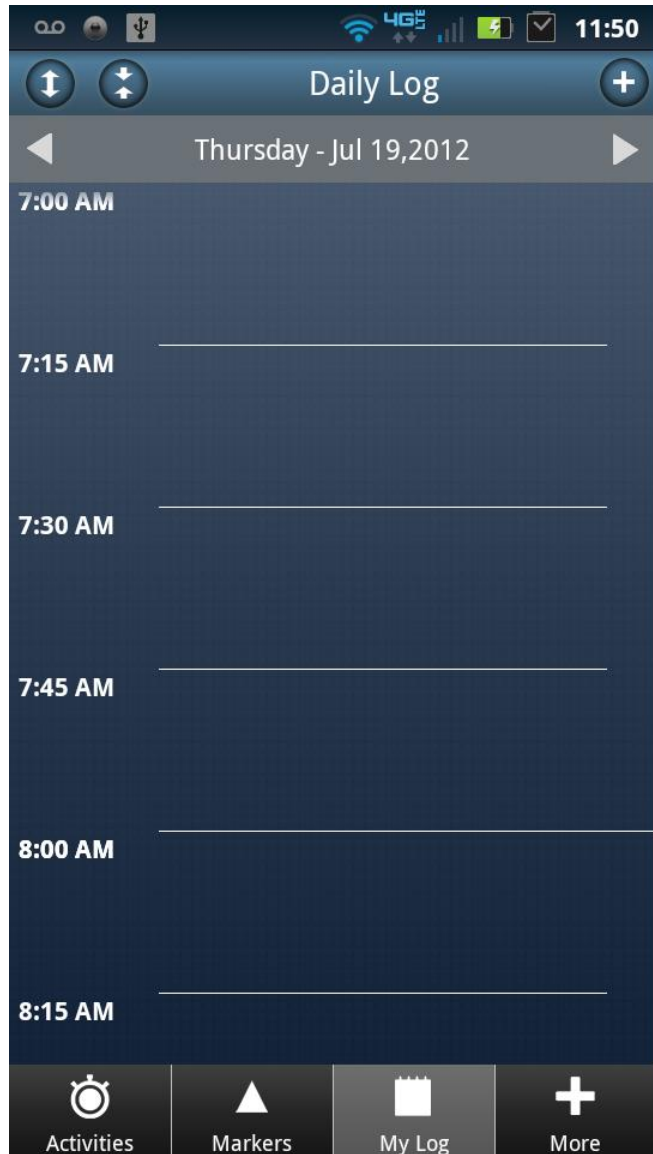 4G LTE 11:50
Daily Log
Thursday - Jul 19,2012
7:00 AM
7:15 AM
7:30 AM
7:45 AM
8:00 AM
8:15 AM
Activities Markers My Log More